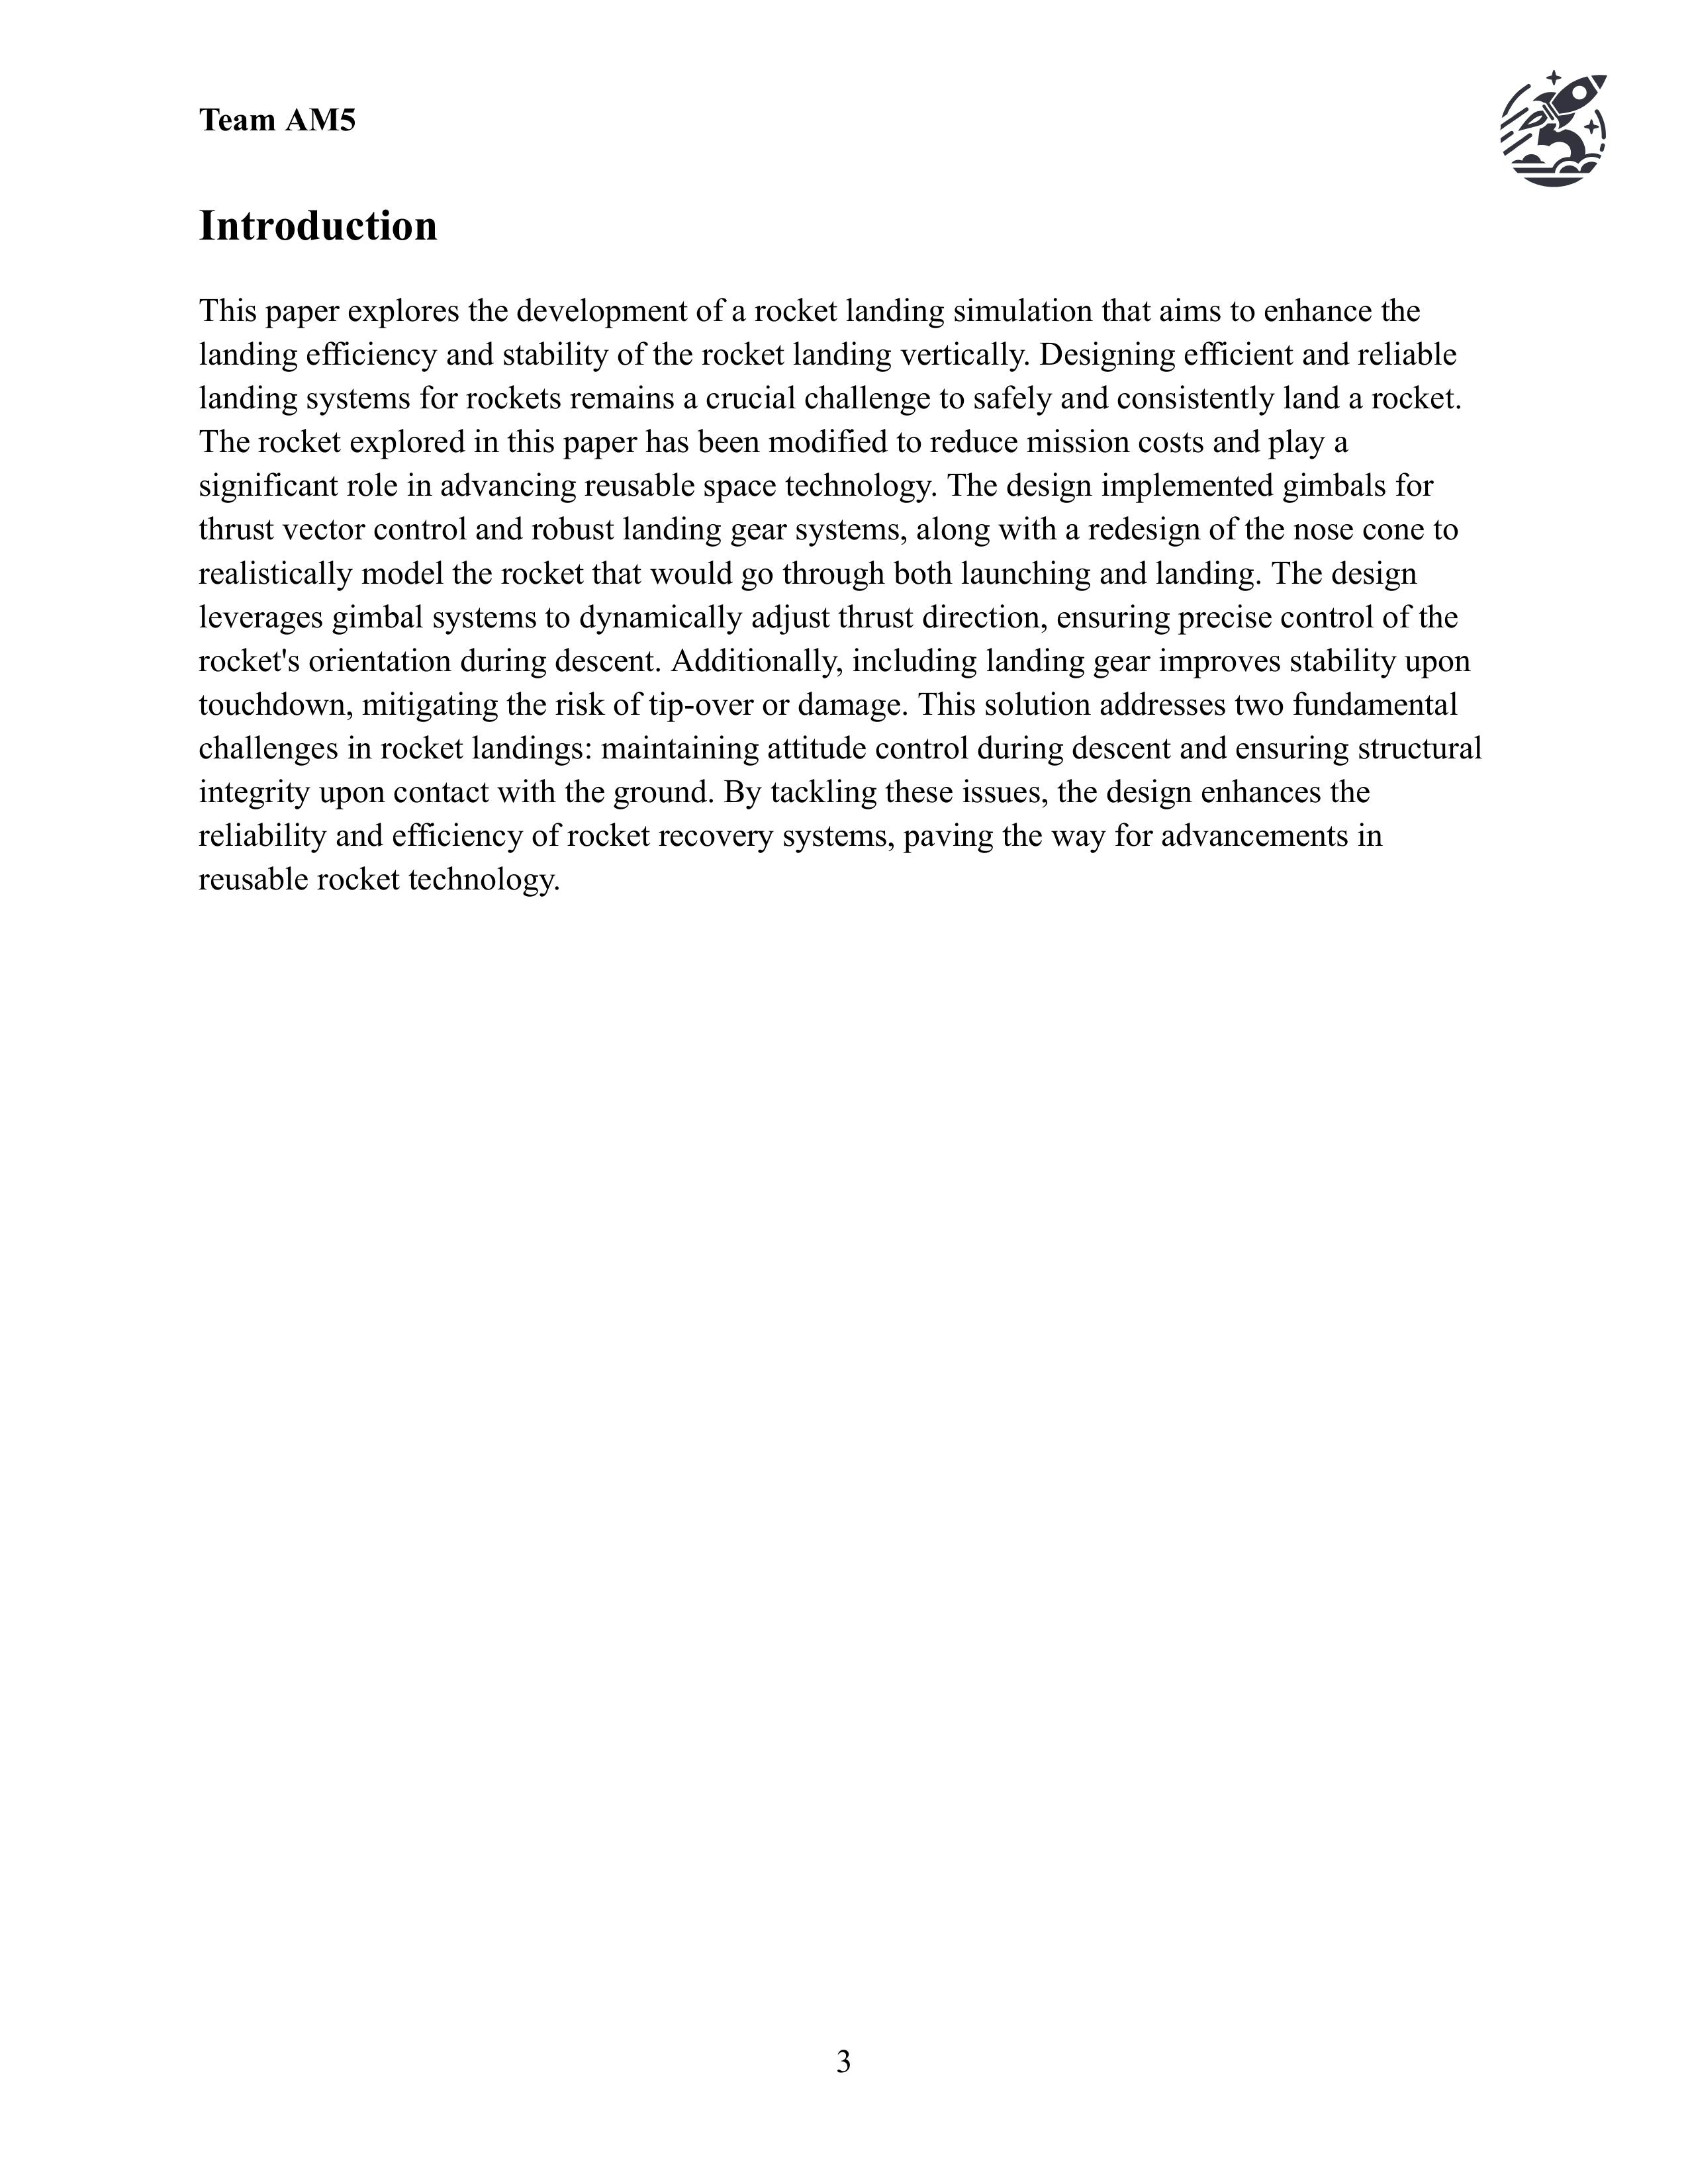 Team AM5
Introduction
This paper explores the development of a rocket landing simulation that aims to enhance the
landing efficiency and stability of the rocket landing vertically. Designing efficient and reliable
landing systems for rockets remains a crucial challenge to safely and consistently land a rocket.
The rocket explored in this paper has been modified to reduce mission costs and play a
significant role in advancing reusable space technology. The design implemented gimbals for
thrust vector control and robust landing gear systems, along with a redesign of the nose cone to
realistically model the rocket that would go through both launching and landing. The design
leverages gimbal systems to dynamically adjust thrust direction, ensuring precise control of the
rocket's orientation during descent. Additionally, including landing gear improves stability upon
touchdown, mitigating the risk of tip-over or damage. This solution addresses two fundamental
challenges in rocket landings: maintaining attitude control during descent and ensuring structural
integrity upon contact with the ground. By tackling these issues, the design enhances the
reliability and efficiency of rocket recovery systems, paving the way for advancements in
reusable rocket technology.
3